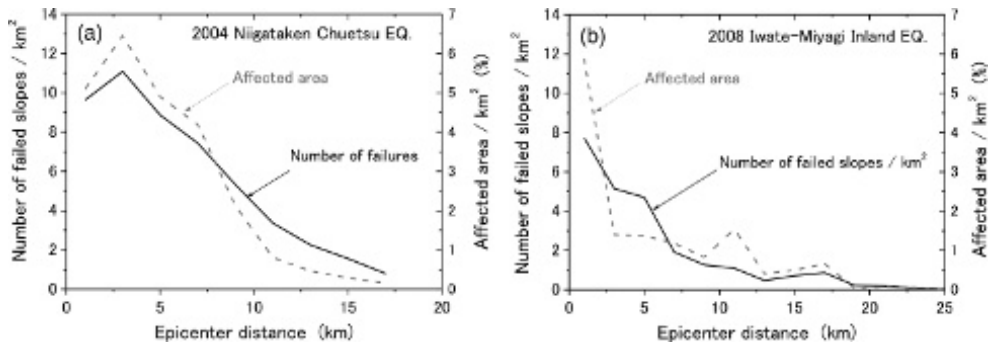 (a)
2004 Niigataken Chuetsu EQ.
Affected area
Number of failures
Number of failed slopes / km²
14
12
10
8
6
4
2
0
Affected area / km² (%)
7
6
5
4
3
2
1
0
0 5 10 15 20
Epicenter distance (km)
(b)
2008 Iwate-Miyagi Inland EQ.
Affected area
Number of failed slopes / km²
Number of failed slopes / km²
14
12
10
8
6
4
2
0
Affected area / km² (%)
7
6
5
4
3
2
1
0
0 5 10 15 20 25
Epicenter distance (km)